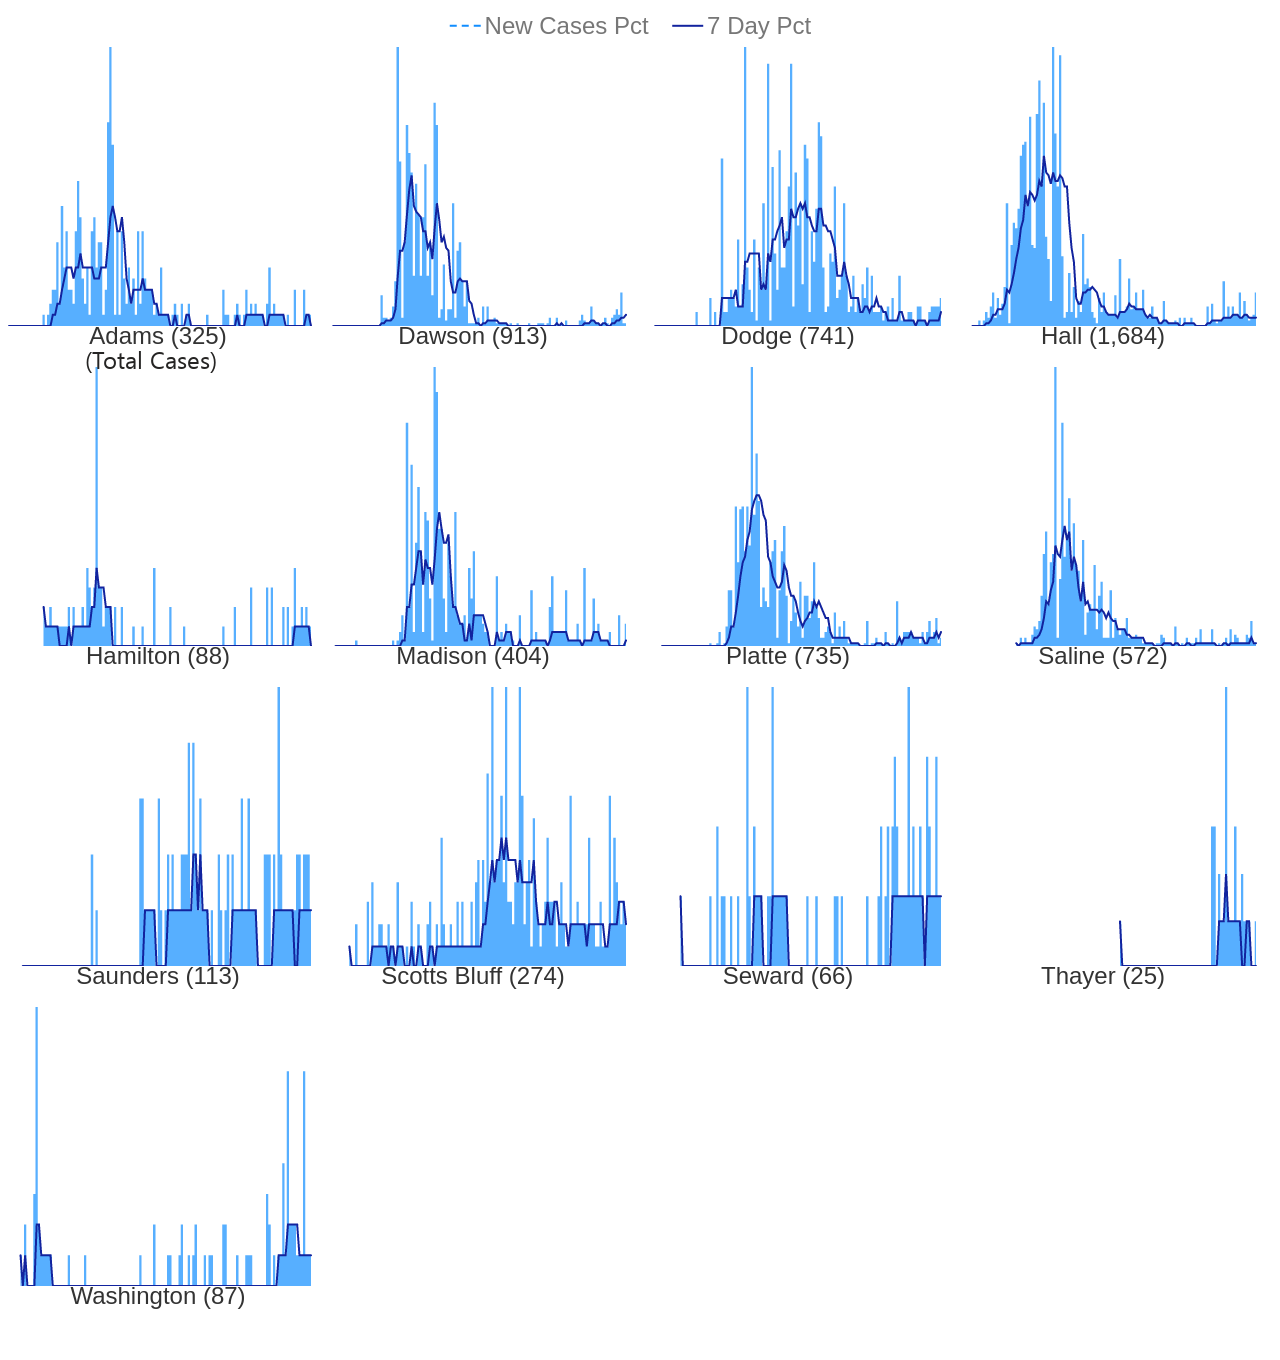 New Cases Pct 7 Day Pct
Adams (325) Dawson (913) Dodge (741) Hall (1,684)
(Total Cases)
Hamilton (88) Madison (404) Platte (735) Saline (572)
Saunders (113) Scotts Bluff (274) Seward (66) Thayer (25)
Washington (87)